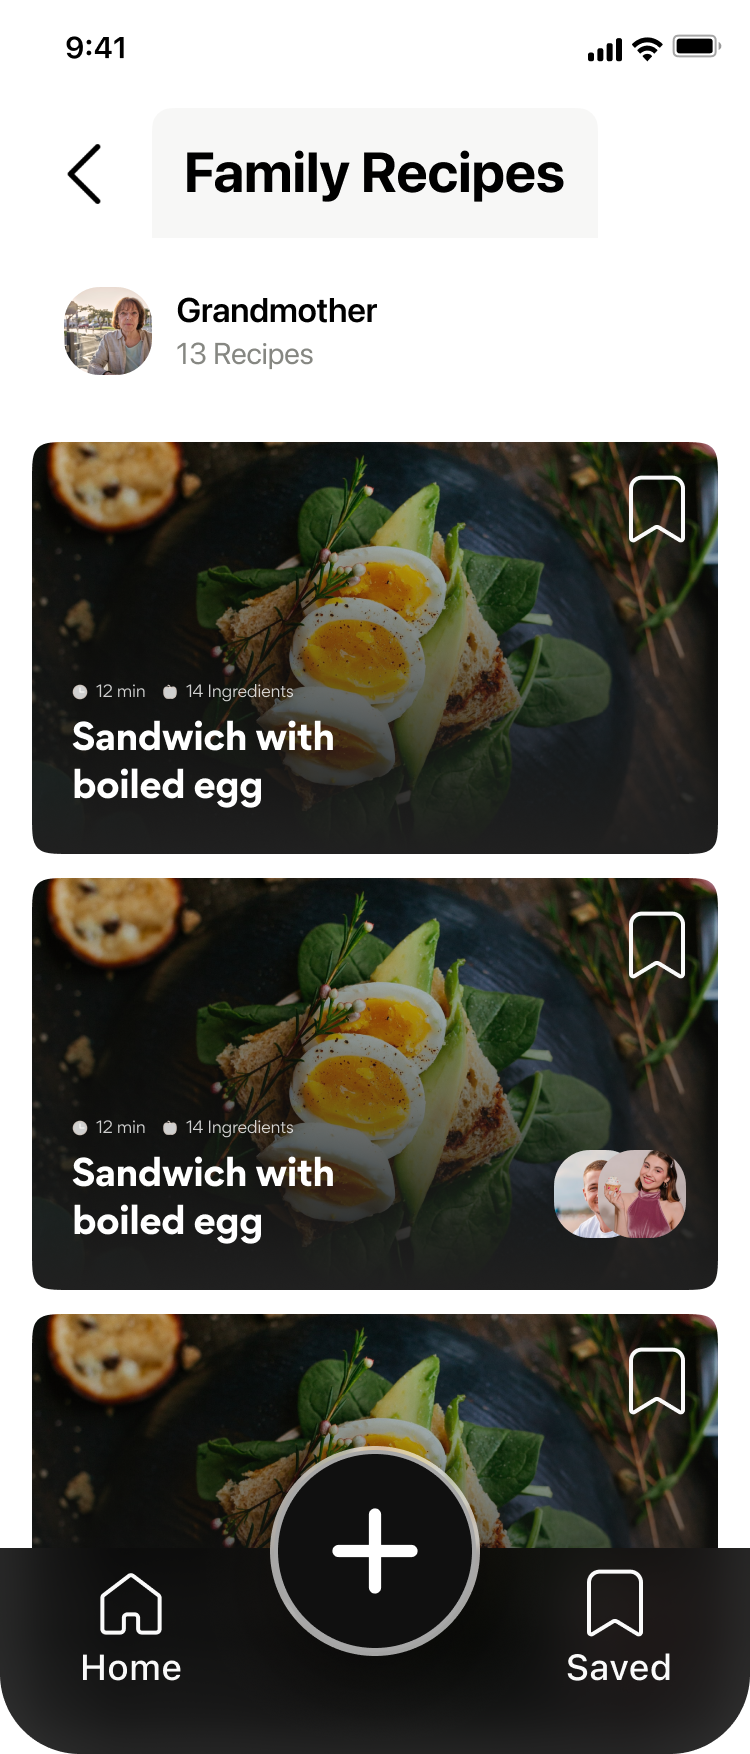 9:41
Family Recipes
Grandmother
13 Recipes
12 min 14 Ingredients
Sandwich with
boiled egg
12 min 14 Ingredients
Sandwich with
boiled egg
Home
Saved